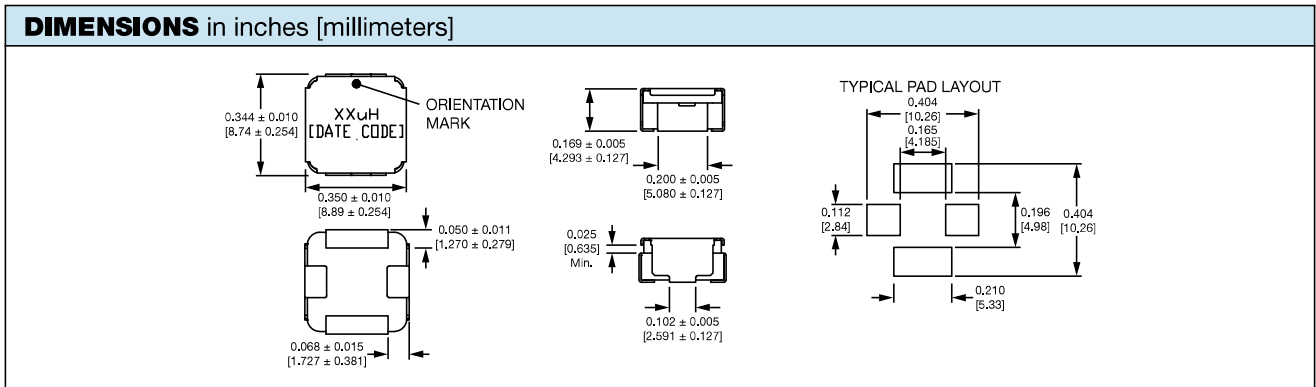 DIMENSIONS in inches [millimeters]
0.344 ± 0.010
[8.74 ± 0.254]
XXuH
[DATE CODE]
ORIENTATION
MARK
0.350 ± 0.010
[8.89 ± 0.254]
0.050 ± 0.011
[1.270 ± 0.279]
0.068 ± 0.015
[1.727 ± 0.381]
0.169 ± 0.005
[4.293 ± 0.127]
0.200 ± 0.005
[5.080 ± 0.127]
0.025
[0.635]
Min.
0.102 ± 0.005
[2.591 ± 0.127]
TYPICAL PAD LAYOUT
0.404
[10.26]
0.165
[4.185]
0.112
[2.84]
0.196
[4.98]
0.404
[10.26]
0.210
[5.33]